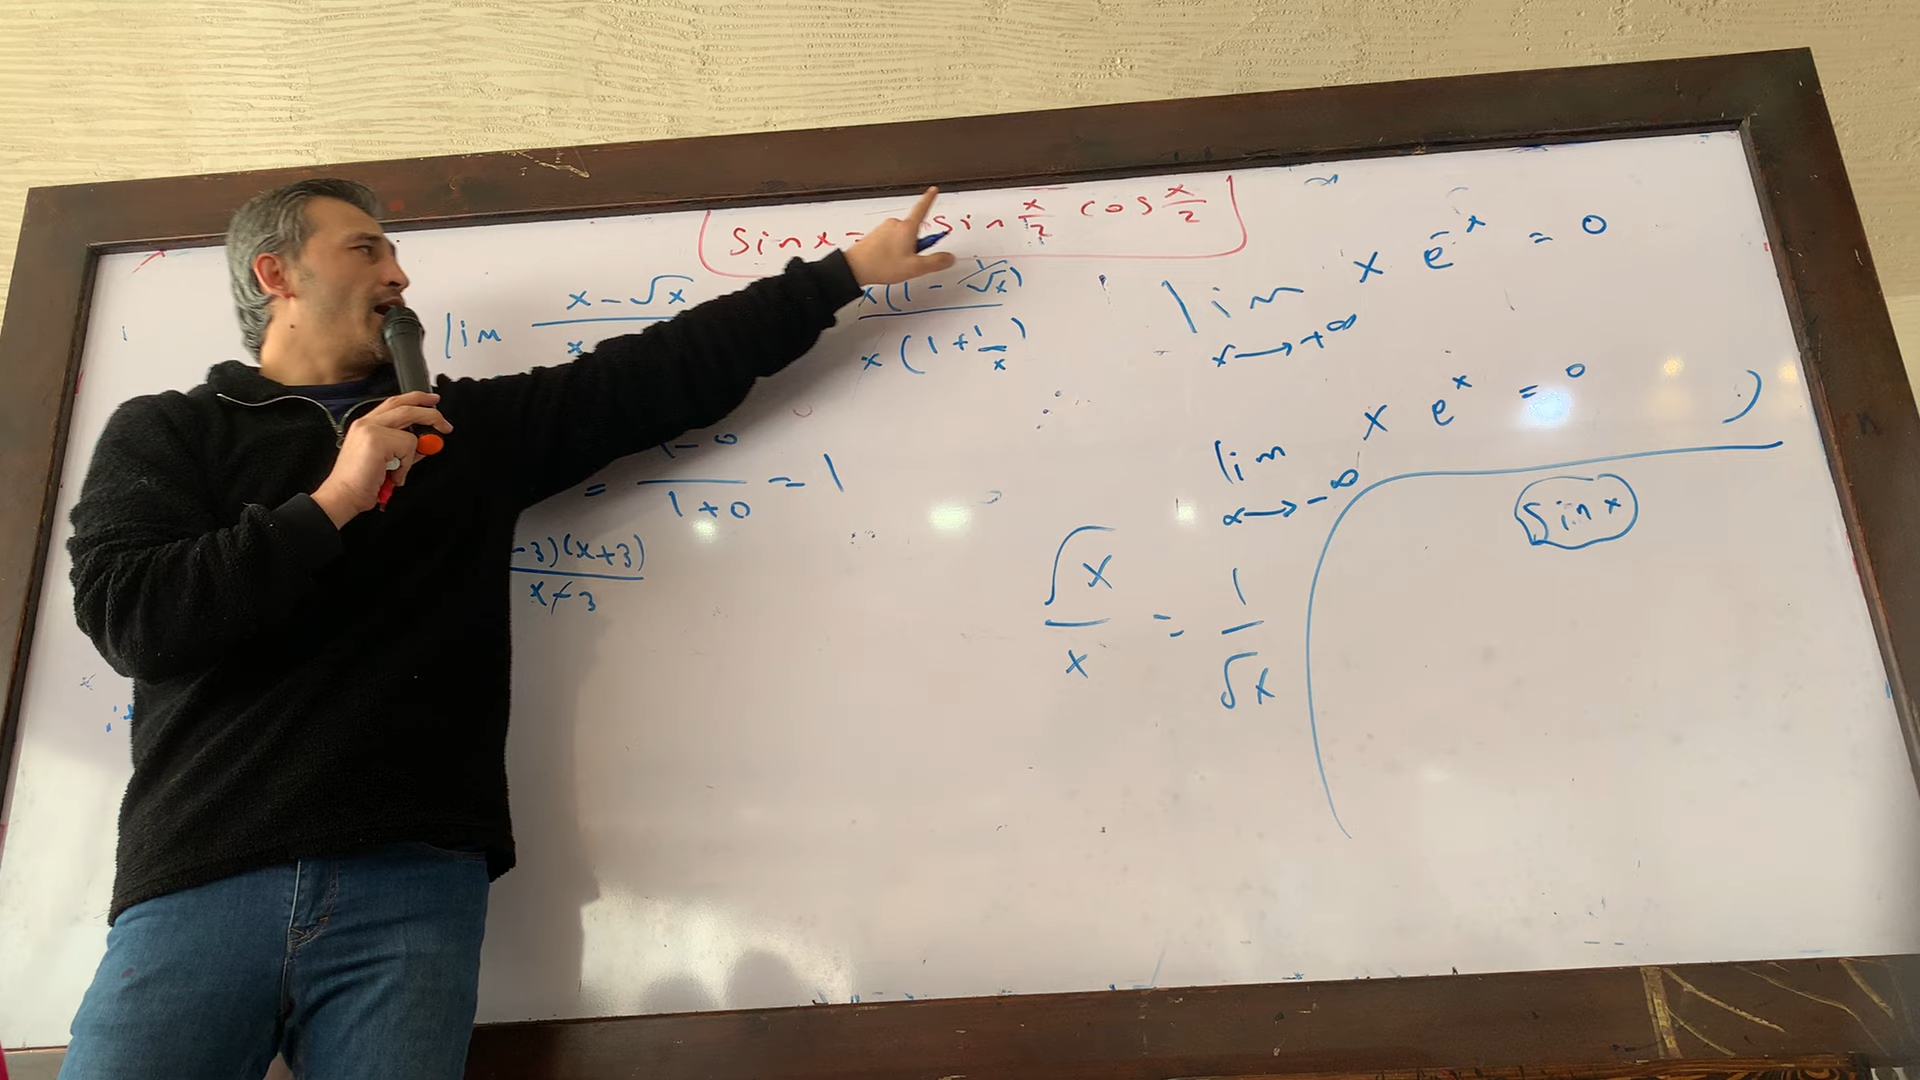 sin x = sin x/2 cos x/2
lim x - √x / x
x(1 - 1/√x) / x(1 + 1/x)
= 1 - 0 / 1 + 0 = 1
-3)(x+3) / x-3
lim x→+∞ x e^-x = 0
lim x→-∞ x e^x = 0
√x / x = 1 / √x
sin x